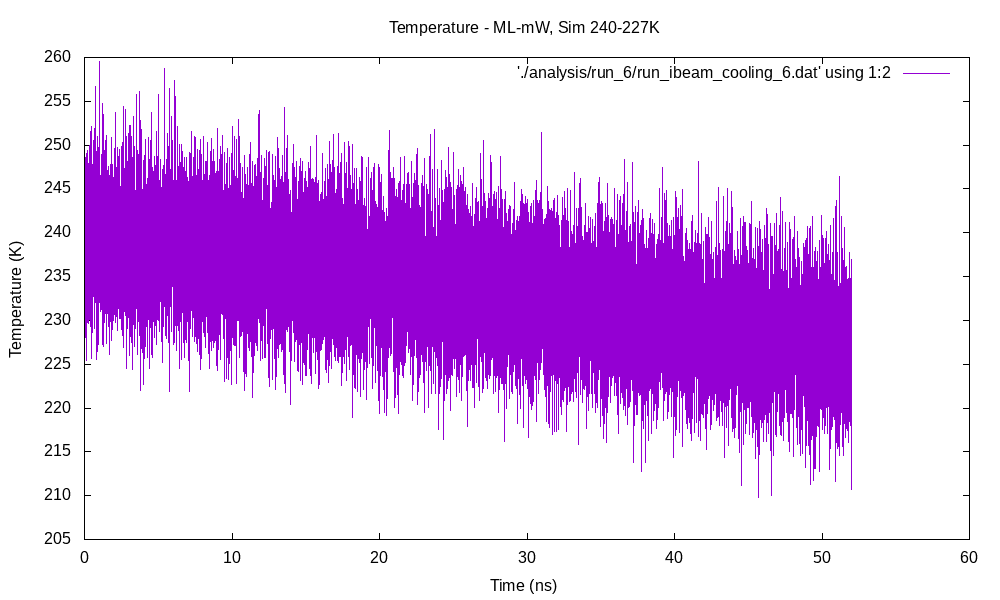 Temperature - ML-mW, Sim 240-227K
'./analysis/run_6/run_ibeam_cooling_6.dat' using 1:2
260
255
250
245
240
235
230
225
220
215
210
205
Temperature (K)
0 10 20 30 40 50 60
Time (ns)